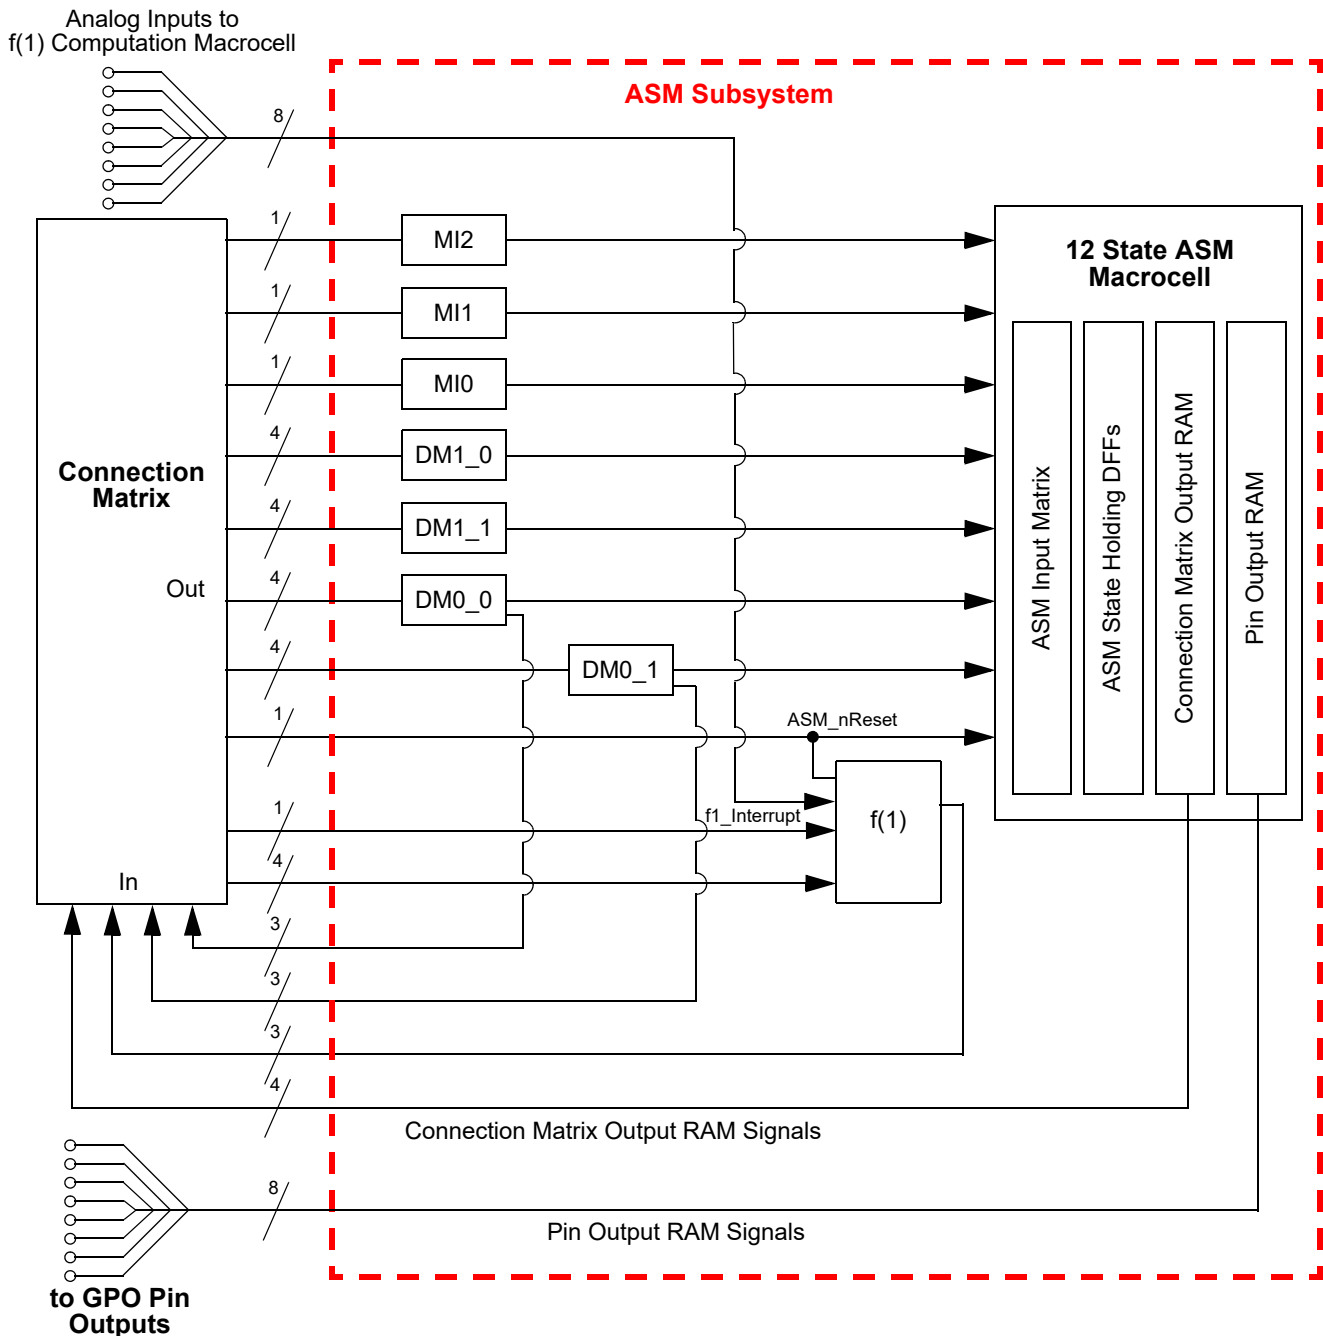 Analog Inputs to
f(1) Computation Macrocell
8
ASM Subsystem
1
MI2
12 State ASM
Macrocell
1
MI1
1
MI0
4
DM1_0
Connection
Matrix
4
DM1_1
Out
4
DM0_0
4
DM0_1
ASM Input Matrix
ASM State Holding DFFs
Connection Matrix Output RAM
Pin Output RAM
1
ASM_nReset
1
f1_Interrupt
f(1)
4
In
3
3
3
4
Connection Matrix Output RAM Signals
8
Pin Output RAM Signals
to GPO Pin
Outputs